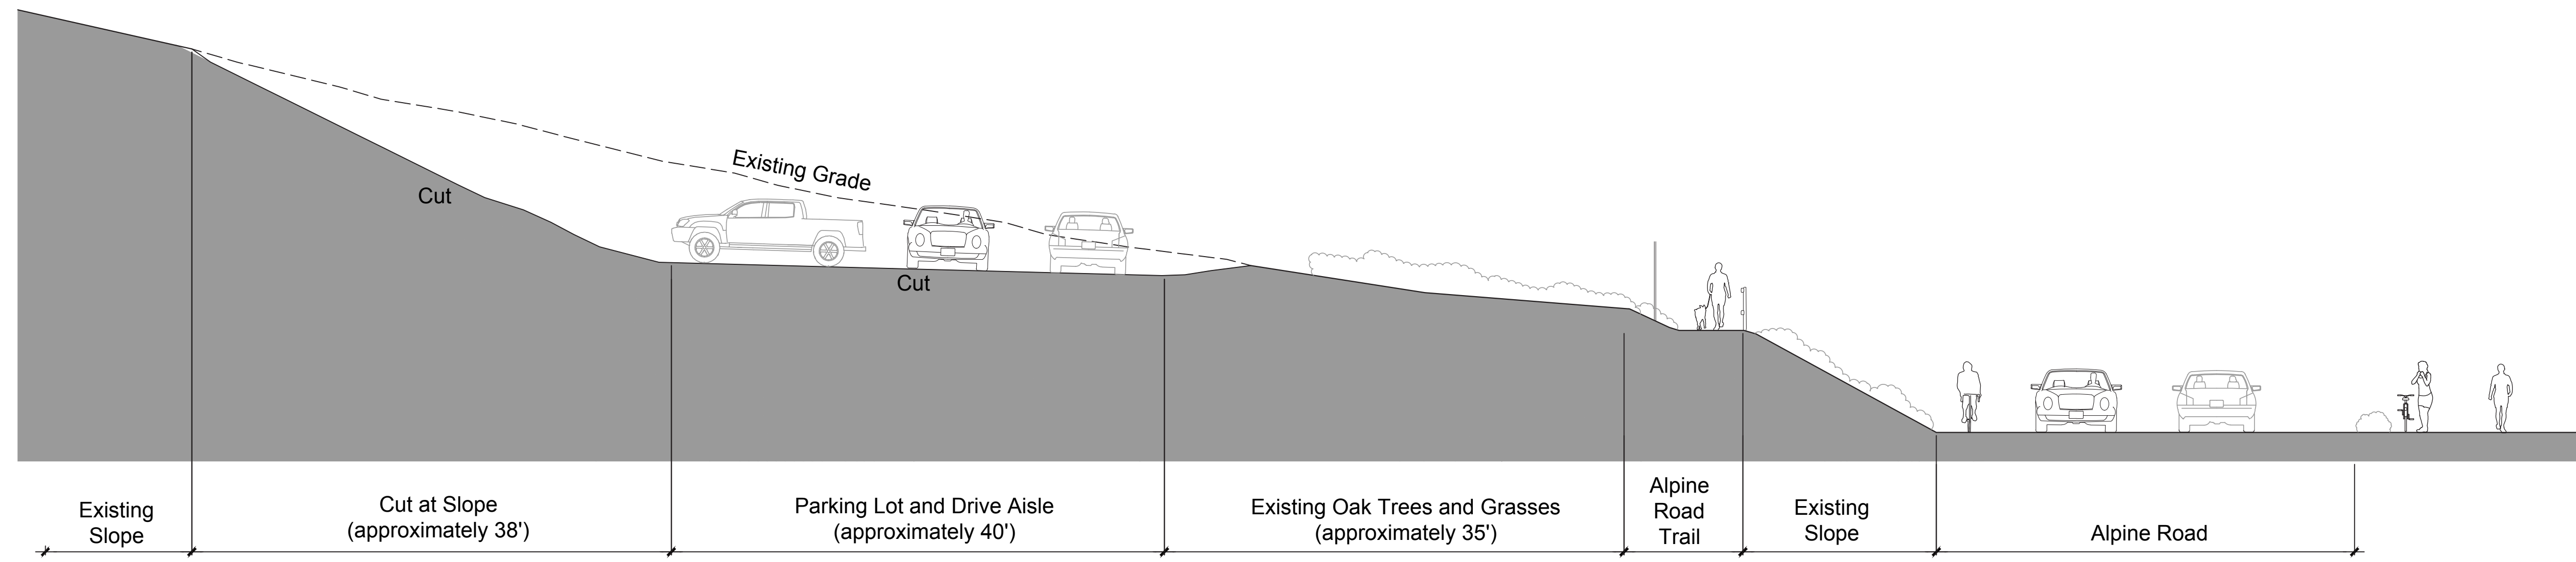 Existing Grade
Cut
Cut
Existing
Slope
Cut at Slope
(approximately 38')
Parking Lot and Drive Aisle
(approximately 40')
Existing Oak Trees and Grasses
(approximately 35')
Alpine
Road
Trail
Existing
Slope
Alpine Road